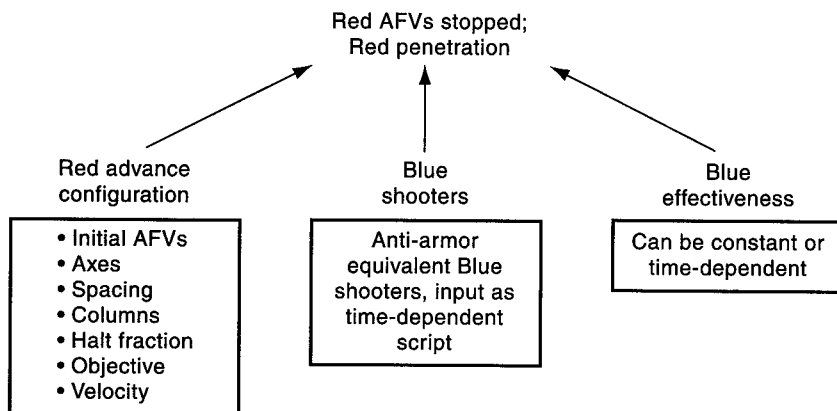 Red AFVs stopped;
Red penetration
Red advance
configuration
• Initial AFVs
• Axes
• Spacing
• Columns
• Halt fraction
• Objective
• Velocity
Blue
shooters
Anti-armor
equivalent Blue
shooters, input as
time-dependent
script
Blue
effectiveness
Can be constant or
time-dependent